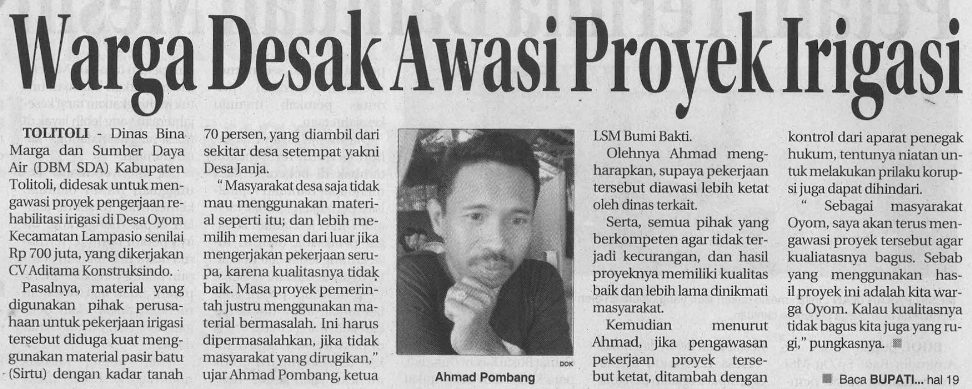 Warga Desak Awasi Proyek Irigasi
TOLITOLI - Dinas Bina
Marga dan Sumber Daya
Air (DBM SDA) Kabupaten
Tolitoli, didesak untuk men-
gawasi proyek pengerjaan re-
habilitasi irigasi di Desa Oyom
Kecamatan Lampasio senilai
Rp 700 juta, yang dikerjakan
CV Aditama Konstruksindo.
Pasalnya, material yang
digunakan pihak perusa-
haan untuk pekerjaan irigasi
tersebut diduga kuat meng-
gunakan material pasir batu
(Sirtu) dengan kadar tanah
70 persen, yang diambil dari
sekitar desa setempat yakni
Desa Janja.
“ Masyarakat desa saja tidak
mau menggunakan materi-
al seperti itu; dan lebih me-
milih memesan dari luar jika
mengerjakan pekerjaan seru-
pa, karena kualitasnya tidak
baik. Masa proyek pemerin-
tah justru menggunakan ma-
terial bermasalah. Ini harus
dipermasalahkan, jika tidak
masyarakat yang dirugikan,”
ujar Ahmad Pombang, ketua
DOK
Ahmad Pombang
LSM Bumi Bakti.
Olehnya Ahmad meng-
harapkan, supaya pekerjaan
tersebut diawasi lebih ketat
oleh dinas terkait.
Serta, semua pihak yang
berkompeten agar tidak ter-
jadi kecurangan, dan hasil
proyeknya memiliki kualitas
baik dan lebih lama dinikmati
masyarakat.
Kemudian menurut
Ahmad, jika pengawasan
pekerjaan proyek terse-
but ketat, ditambah dengan
kontrol dari aparat penegak
hukum, tentunya niatan un-
tuk melakukan prilaku korup-
si juga dapat dihindari.
“ Sebagai masyarakat
Oyom, saya akan terus men-
gawasi proyek tersebut agar
kualiatasnya bagus. Sebab
yang menggunakan has-
il proyek ini adalah kita war-
ga Oyom. Kalau kualitasnya
tidak bagus kita juga yang ru-
gi,” pungkasnya. ■
■ Baca BUPATI... hal 19